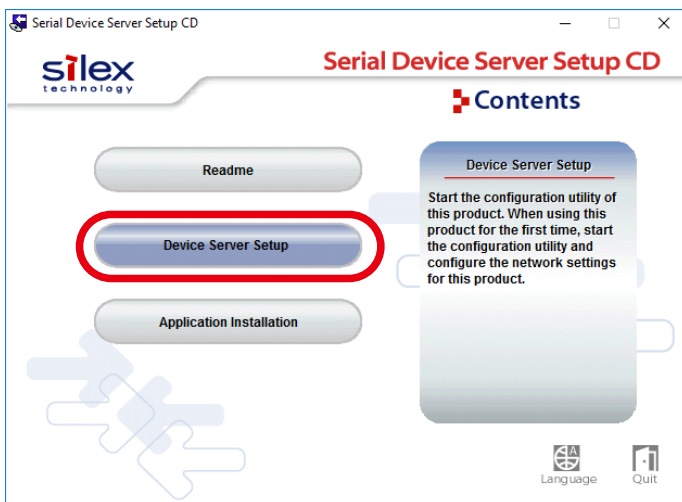 Serial Device Server Setup CD
silex
technology
Serial Device Server Setup CD
Contents
Readme
Device Server Setup
Application Installation
Device Server Setup
Start the configuration utility of
this product. When using this
product for the first time, start
the configuration utility and
configure the network settings
for this product.
A
Language
Quit